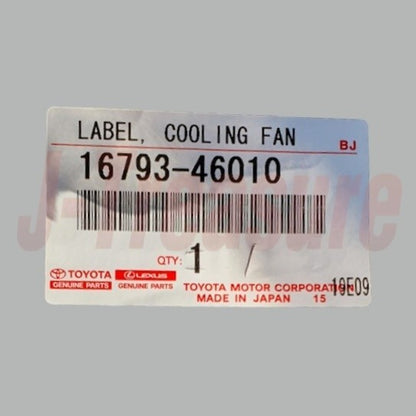 LABEL, COOLING FAN
BJ
16793-46010
J-Treasure
QTY: 1 /
TOYOTA
GENUINE PARTS
LEXUS
GENUINE PARTS
TOYOTA MOTOR CORPORATION
MADE IN JAPAN 15
19E09